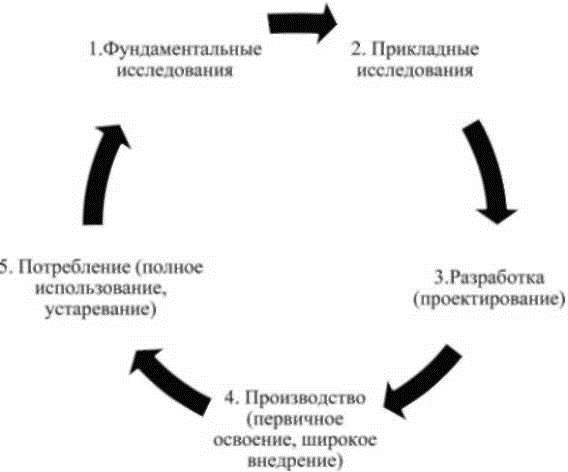 1.Фундаментальные
исследования
2. Прикладные
исследования
3.Разработка
(проектирование)
4. Производство
(первичное
освоение, широкое
внедрение)
5. Потребление (полное
использование,
устаревание)